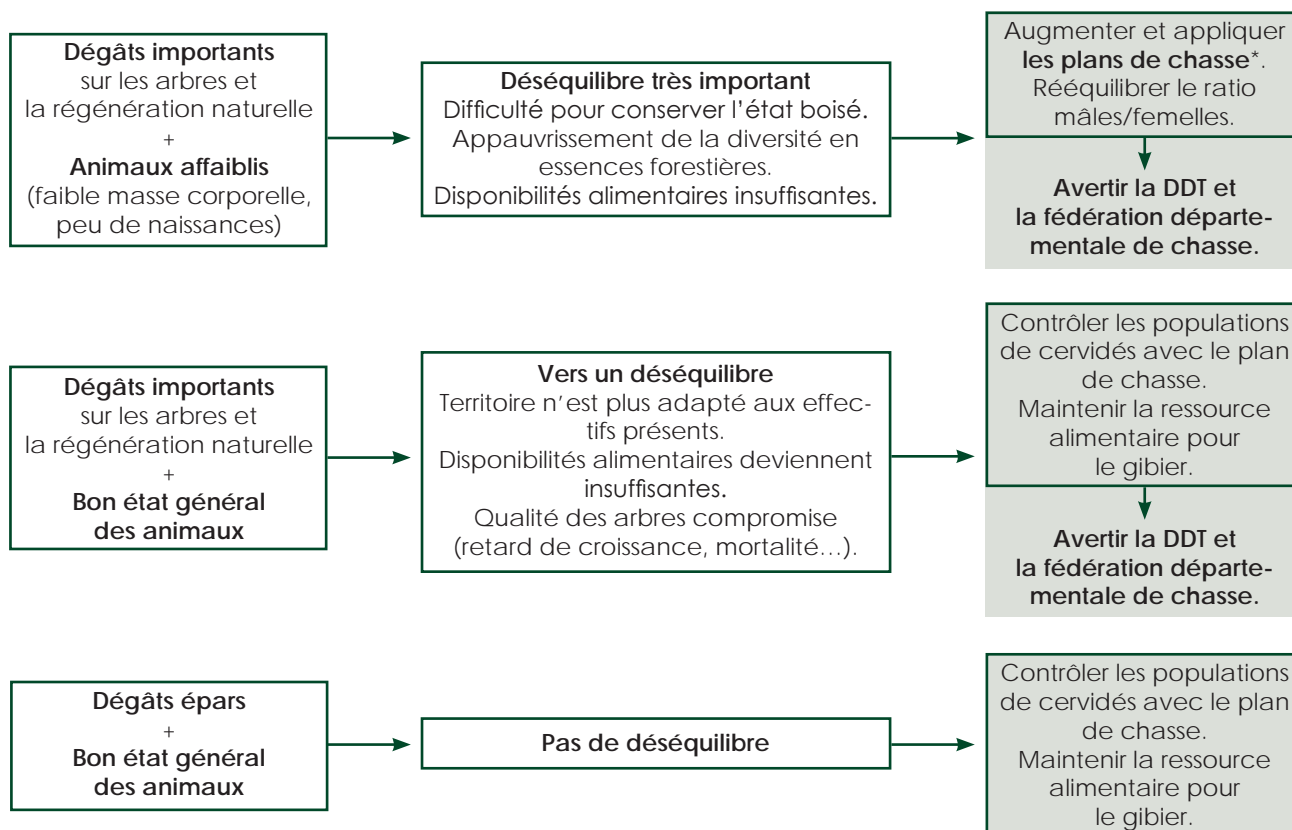 Dégâts importants
sur les arbres et
la régénération naturelle
+
Animaux affaiblis
(faible masse corporelle,
peu de naissances)
Déséquilibre très important
Difficulté pour conserver l’état boisé.
Appauvrissement de la diversité en
essences forestières.
Disponibilités alimentaires insuffisantes.
Augmenter et appliquer
les plans de chasse*.
Rééquilibrer le ratio
mâles/femelles.
Avertir la DDT et
la fédération départe-
mentale de chasse.
Dégâts importants
sur les arbres et
la régénération naturelle
+
Bon état général
des animaux
Vers un déséquilibre
Territoire n’est plus adapté aux effec-
tifs présents.
Disponibilités alimentaires deviennent
insuffisantes.
Qualité des arbres compromise
(retard de croissance, mortalité…).
Contrôler les populations
de cervidés avec le plan
de chasse.
Maintenir la ressource
alimentaire pour
le gibier.
Avertir la DDT et
la fédération départe-
mentale de chasse.
Dégâts épars
+
Bon état général
des animaux
Pas de déséquilibre
Contrôler les populations
de cervidés avec le plan
de chasse.
Maintenir la ressource
alimentaire pour
le gibier.